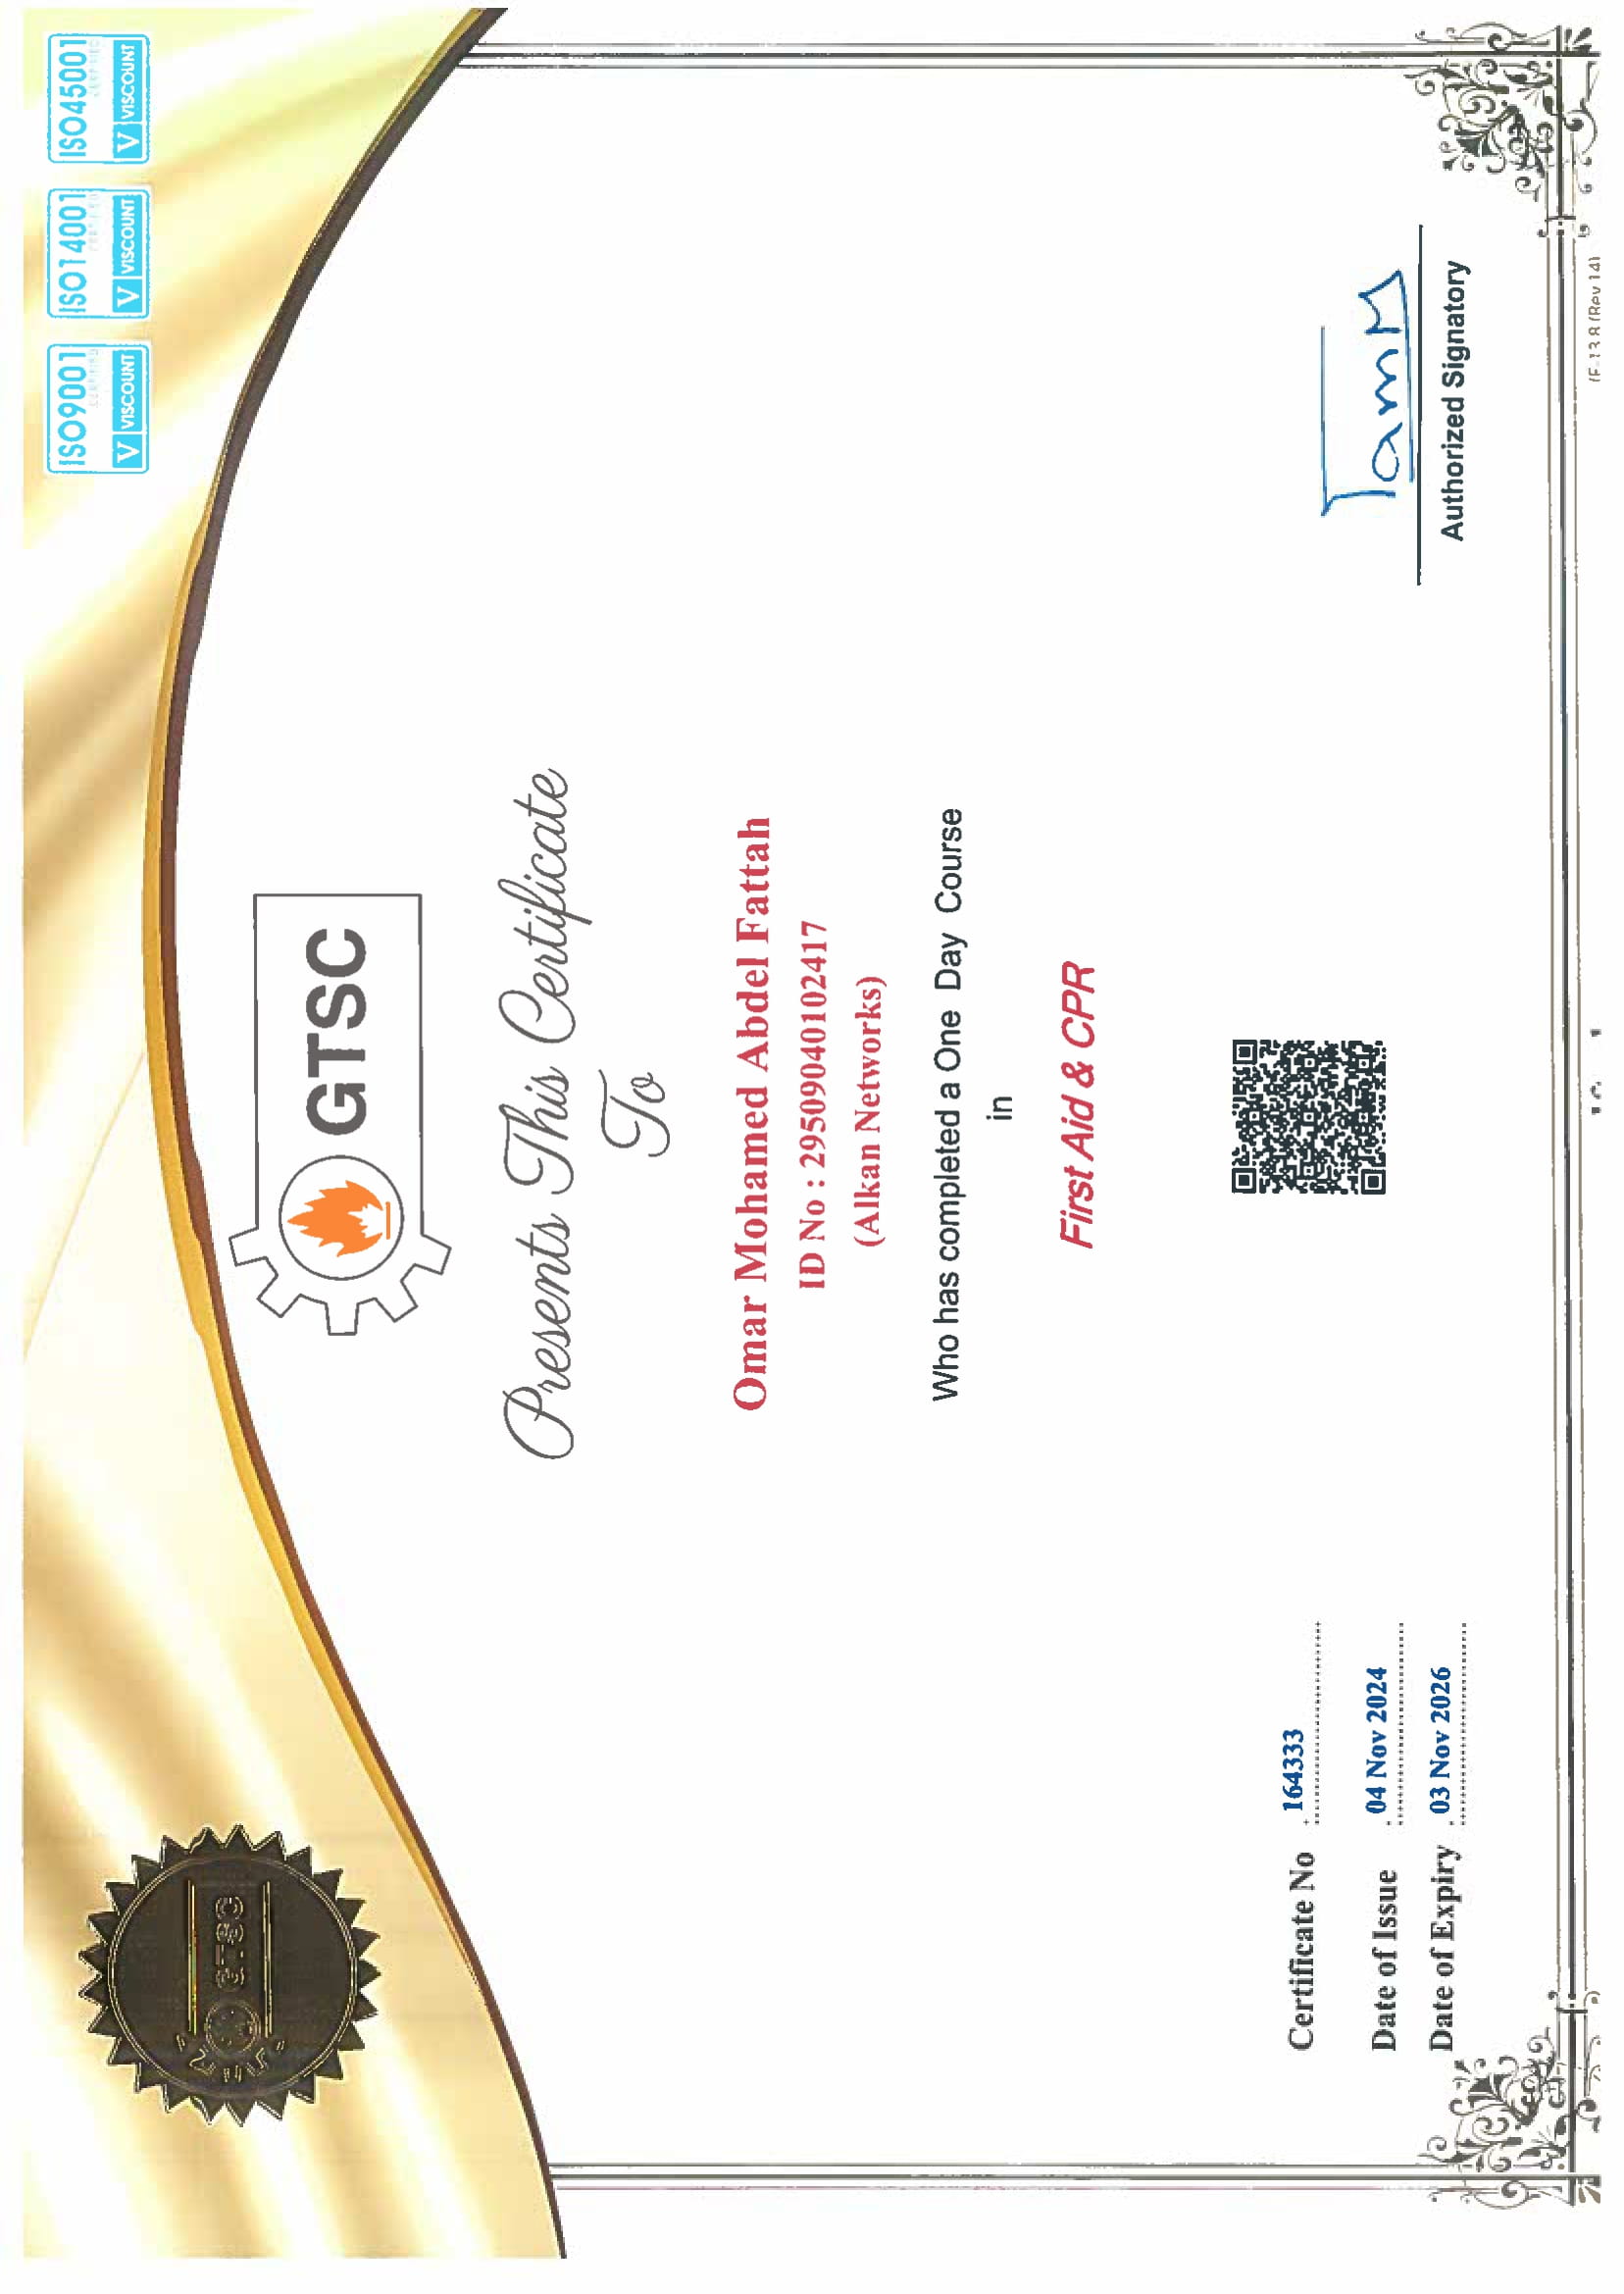 ISO9001
CERTIFIED
V VISCOUNT
ISO14001
CERTIFIED
V VISCOUNT
ISO45001
CERTIFIED
V VISCOUNT
GTSC
GTSC
Presents This Certificate
To
Omar Mohamed Abdel Fattah
ID No : 29509040102417
(Alkan Networks)
Who has completed a One Day Course
in
First Aid & CPR
Certificate No : 164333
Date of Issue : 04 Nov 2024
Date of Expiry : 03 Nov 2026
Authorized Signatory
(F-13.8 (Rev 14)